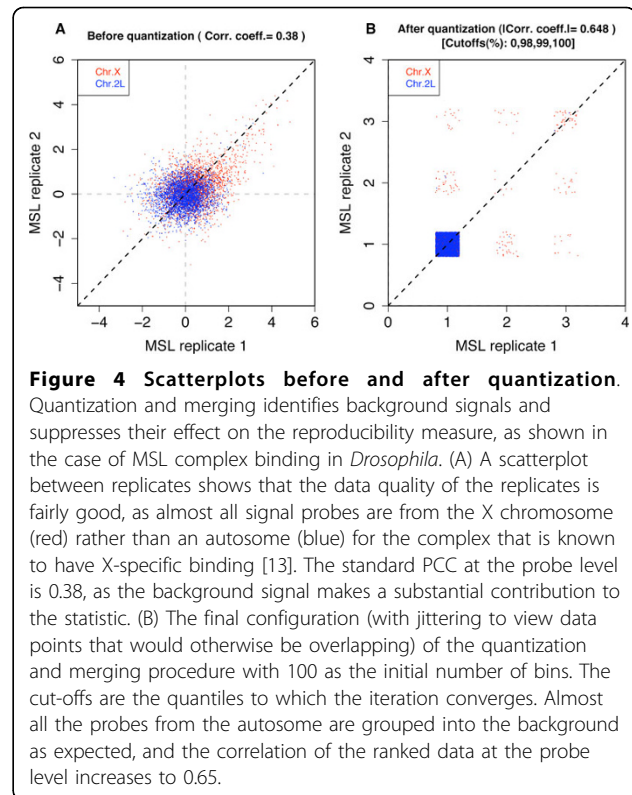 A
Before quantization ( Corr. coeff.= 0.38 )
Chr.X
Chr.2L
MSL replicate 2
6
4
2
0
−2
−4
−4
−2
0
2
4
6
MSL replicate 1
B
After quantization (|Corr. coeff.|= 0.648 )
[Cutoffs(%): 0,98,99,100]
Chr.X
Chr.2L
MSL replicate 2
4
3
2
1
0
0
1
2
3
4
MSL replicate 1
Figure 4 Scatterplots before and after quantization.
Quantization and merging identifies background signals and
suppresses their effect on the reproducibility measure, as shown in
the case of MSL complex binding in Drosophila. (A) A scatterplot
between replicates shows that the data quality of the replicates is
fairly good, as almost all signal probes are from the X chromosome
(red) rather than an autosome (blue) for the complex that is known
to have X-specific binding [13]. The standard PCC at the probe level
is 0.38, as the background signal makes a substantial contribution to
the statistic. (B) The final configuration (with jittering to view data
points that would otherwise be overlapping) of the quantization
and merging procedure with 100 as the initial number of bins. The
cut-offs are the quantiles to which the iteration converges. Almost
all the probes from the autosome are grouped into the background
as expected, and the correlation of the ranked data at the probe
level increases to 0.65.